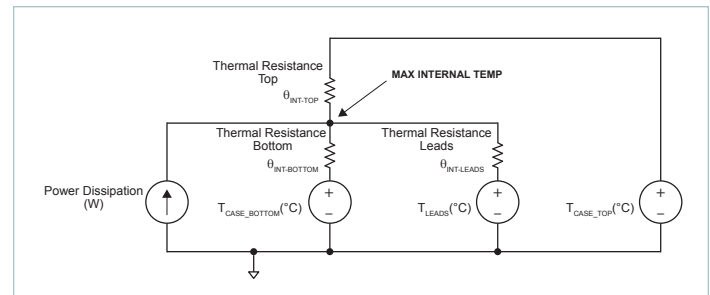 Thermal Resistance
Top
θINT-TOP
MAX INTERNAL TEMP
Thermal Resistance
Bottom
θINT-BOTTOM
Thermal Resistance
Leads
θINT-LEADS
Power Dissipation
(W)
+
–
TCASE_BOTTOM(°C)
+
–
TLEADS(°C)
+
–
TCASE_TOP(°C)